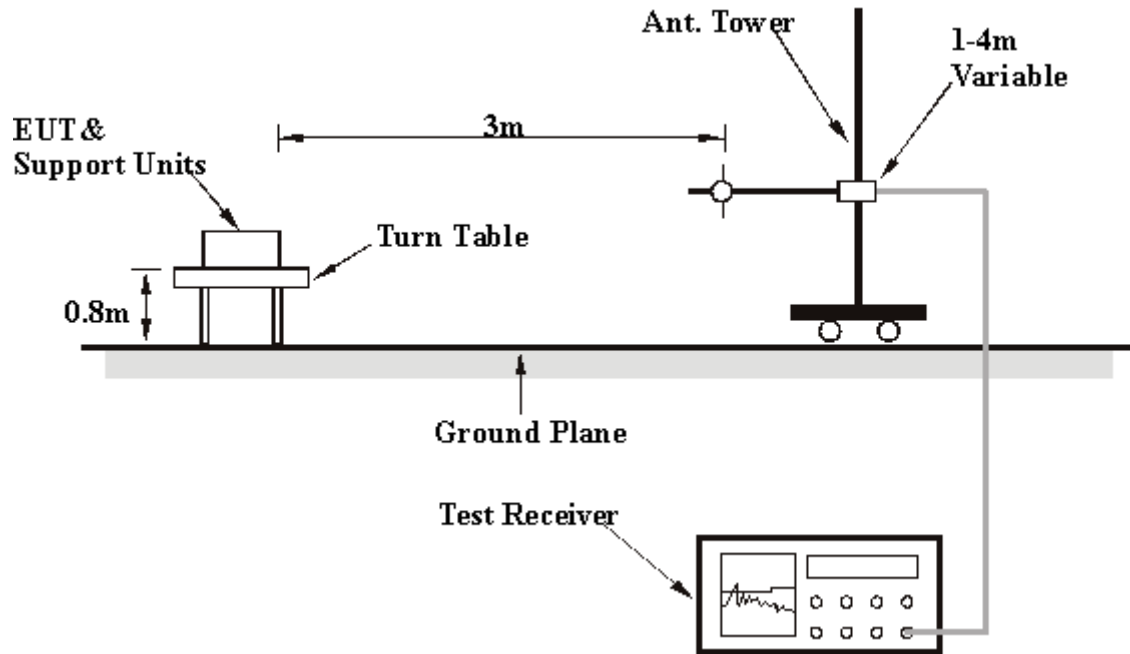 Ant. Tower
1-4m
Variable
3m
EUT&
Support Units
Turn Table
0.8m
Ground Plane
Test Receiver